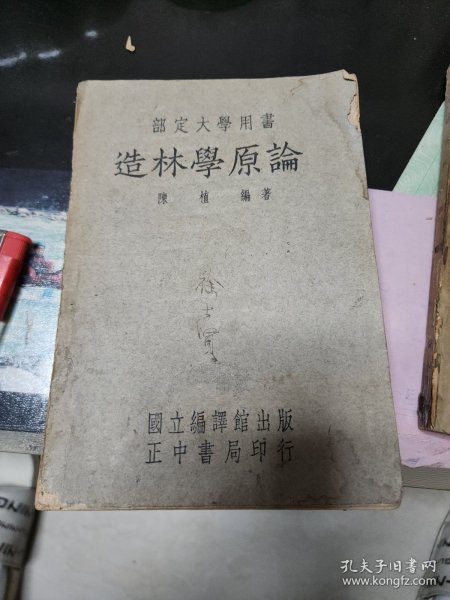 部定大學用書
造林學原論
陳植 編著
國立編譯館出版
正中書局印行
孔夫子旧书网
www.kongfz.com